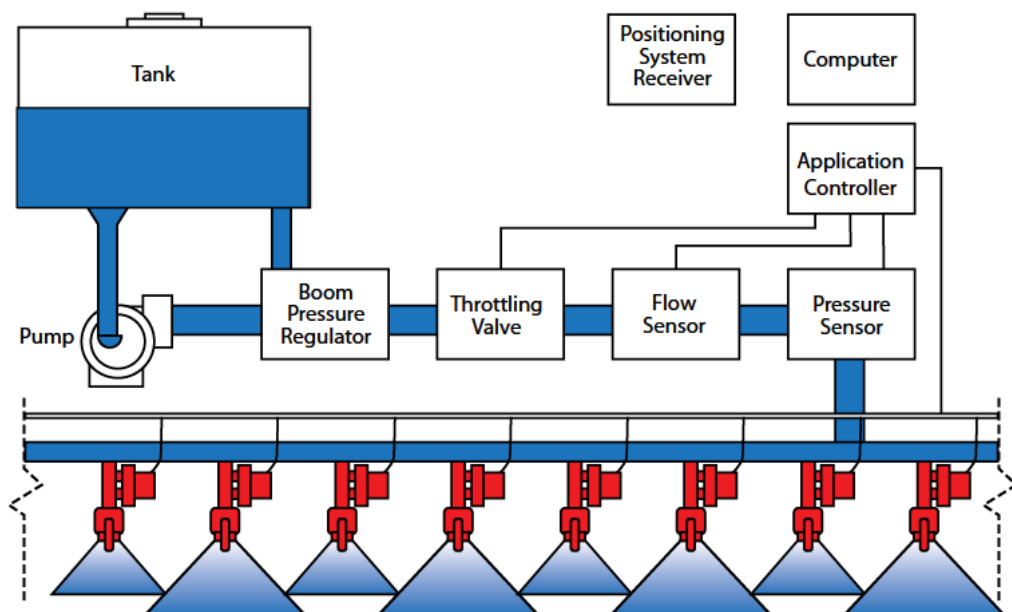 Tank
Positioning
System
Receiver
Computer
Application
Controller
Pump
Boom
Pressure
Regulator
Throttling
Valve
Flow
Sensor
Pressure
Sensor